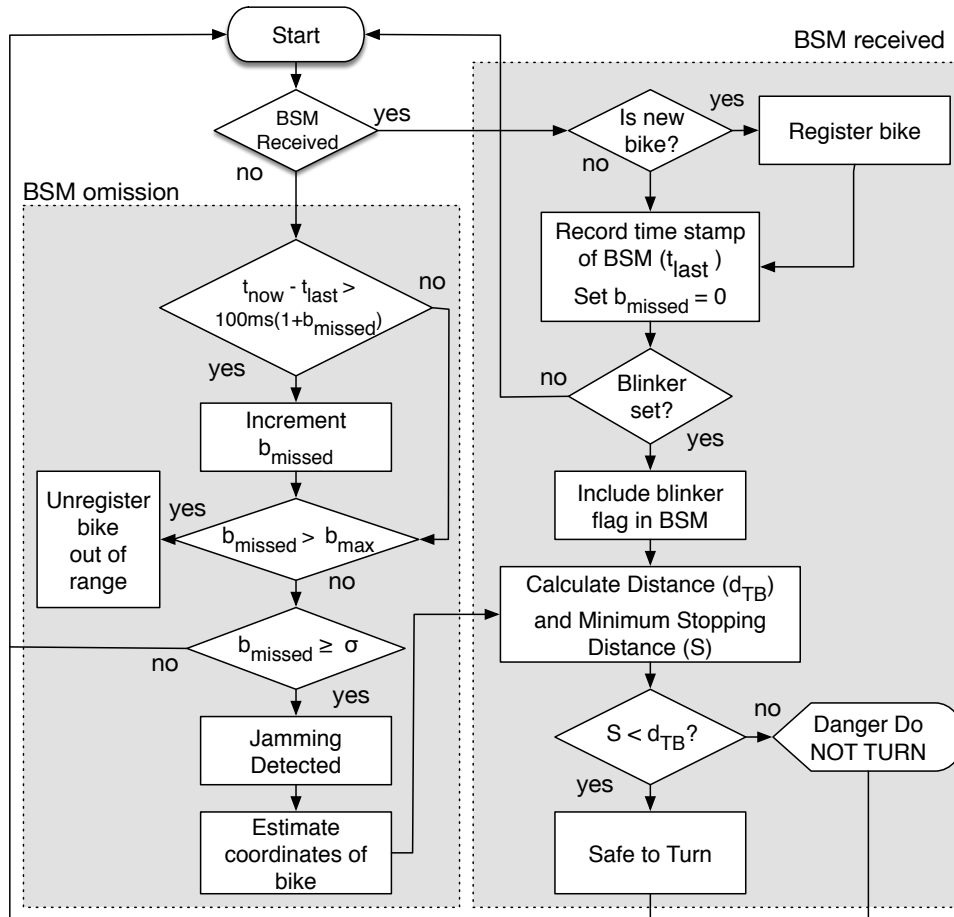 Start
BSM received
BSM
Received
yes
no
Is new
bike?
yes
no
Register bike
BSM omission
Record time stamp
of BSM (t_last)
Set b_missed = 0
t_now - t_last >
100ms(1+b_missed)
no
yes
Blinker
set?
no
yes
Increment
b_missed
Include blinker
flag in BSM
Unregister
bike
out of
range
yes
b_missed > b_max
no
Calculate Distance (d_TB)
and Minimum Stopping
Distance (S)
b_missed ≥ σ
no
yes
S < d_TB?
no
yes
Danger Do
NOT TURN
Jamming
Detected
Estimate
coordinates of
bike
Safe to Turn